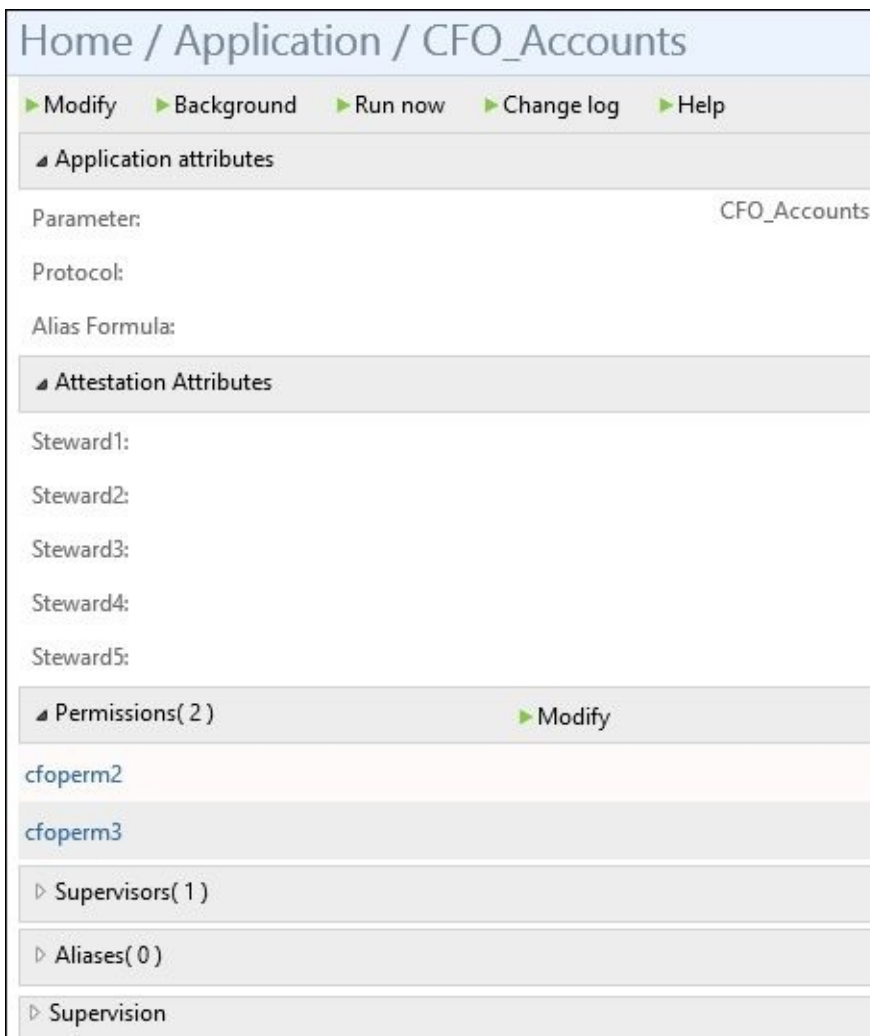 Home / Application / CFO_Accounts
Modify Background Run now Change log Help
Application attributes
Parameter: CFO_Accounts
Protocol:
Alias Formula:
Attestation Attributes
Steward1:
Steward2:
Steward3:
Steward4:
Steward5:
Permissions( 2 ) Modify
cfoperm2
cfoperm3
Supervisors( 1 )
Aliases( 0 )
Supervision